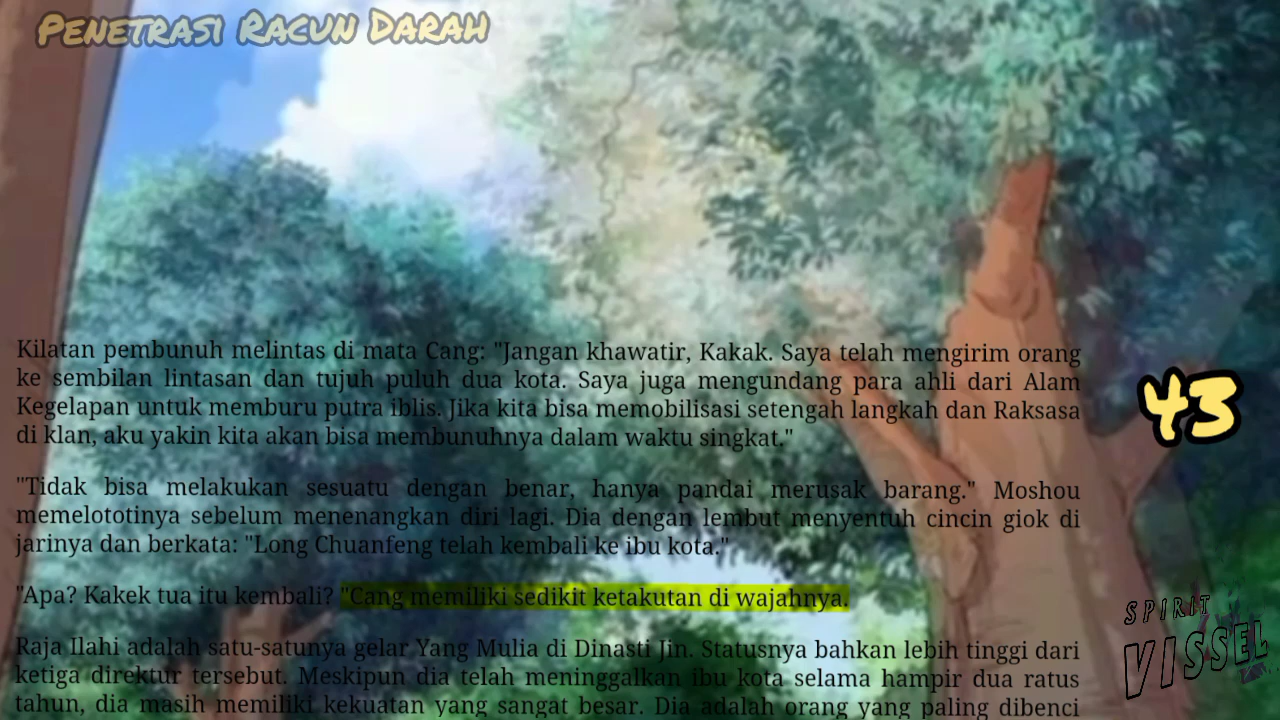 Penetrasi Racun Darah
Kilatan pembunuh melintas di mata Cang: "Jangan khawatir, Kakak. Saya telah mengirim orang
ke sembilan lintasan dan tujuh puluh dua kota. Saya juga mengundang para ahli dari Alam
Kegelapan untuk memburu putra iblis. Jika kita bisa memobilisasi setengah langkah dan Raksasa
di klan, aku yakin kita akan bisa membunuhnya dalam waktu singkat."
43
"Tidak bisa melakukan sesuatu dengan benar, hanya pandai merusak barang." Moshou
memelototinya sebelum menenangkan diri lagi. Dia dengan lembut menyentuh cincin giok di
jarinya dan berkata: "Long Chuanfeng telah kembali ke ibu kota."
"Apa? Kakek tua itu kembali? "Cang memiliki sedikit ketakutan di wajahnya.
Raja Ilahi adalah satu-satunya gelar Yang Mulia di Dinasti Jin. Statusnya bahkan lebih tinggi dari
ketiga direktur tersebut. Meskipun dia telah meninggalkan ibu kota selama hampir dua ratus
tahun, dia masih memiliki kekuatan yang sangat besar. Dia adalah orang yang paling dibenci
SPIRIT
VISSEL